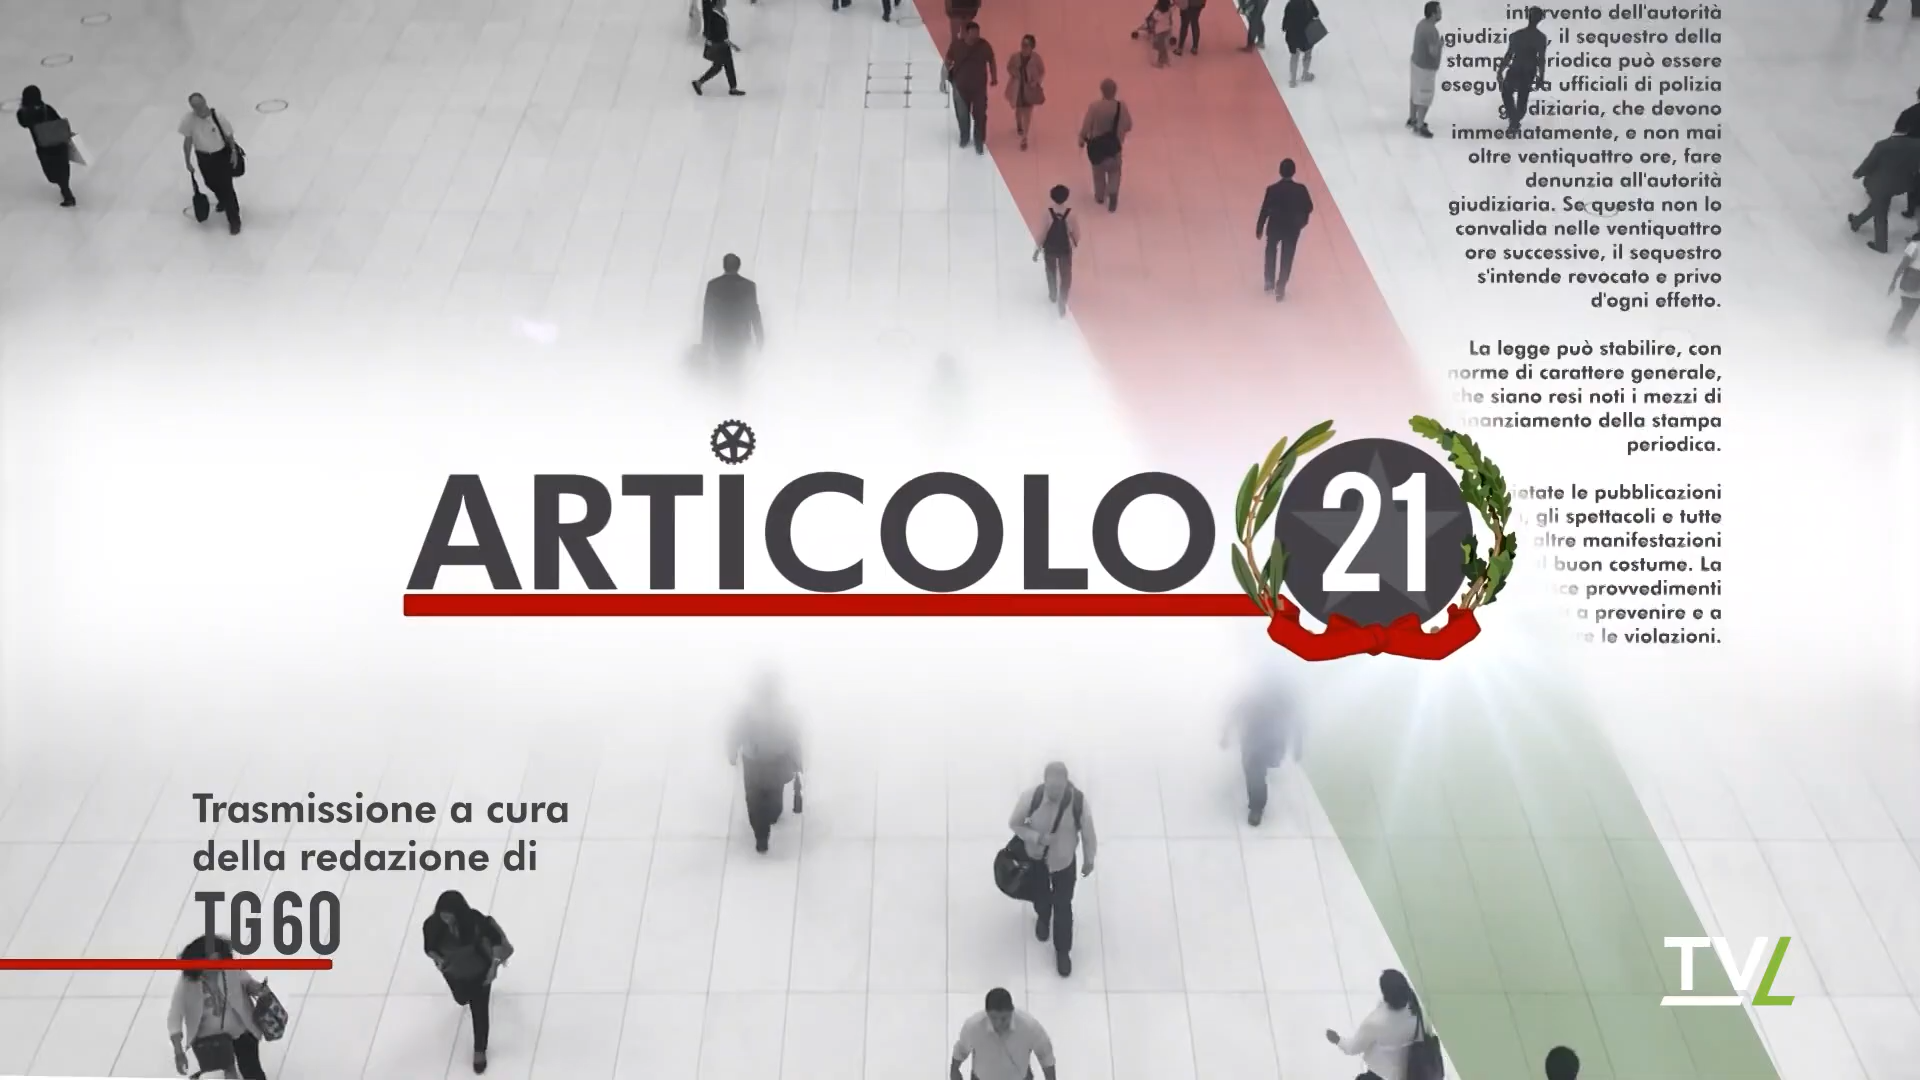 intervento dell'autorità
il sequestro della
può essere
ufficiali di polizia
che devono
immediatamente, e non mai
oltre ventiquattro ore, fare
denunzia all'autorità
giudiziaria. Se questa non lo
convalida nelle ventiquattro
ore successive, il sequestro
s'intende revocato e privo
d'ogni effetto.
La legge può stabilire, con
norme di carattere generale,
che siano resi noti i mezzi di
della stampa
periodica.
le pubblicazioni
gli spettacoli e tutte
altre manifestazioni
buon costume. La
provvedimenti
a prevenire e a
le violazioni.
ARTICOLO 21
Trasmissione a cura
della redazione di
TG60
TVL